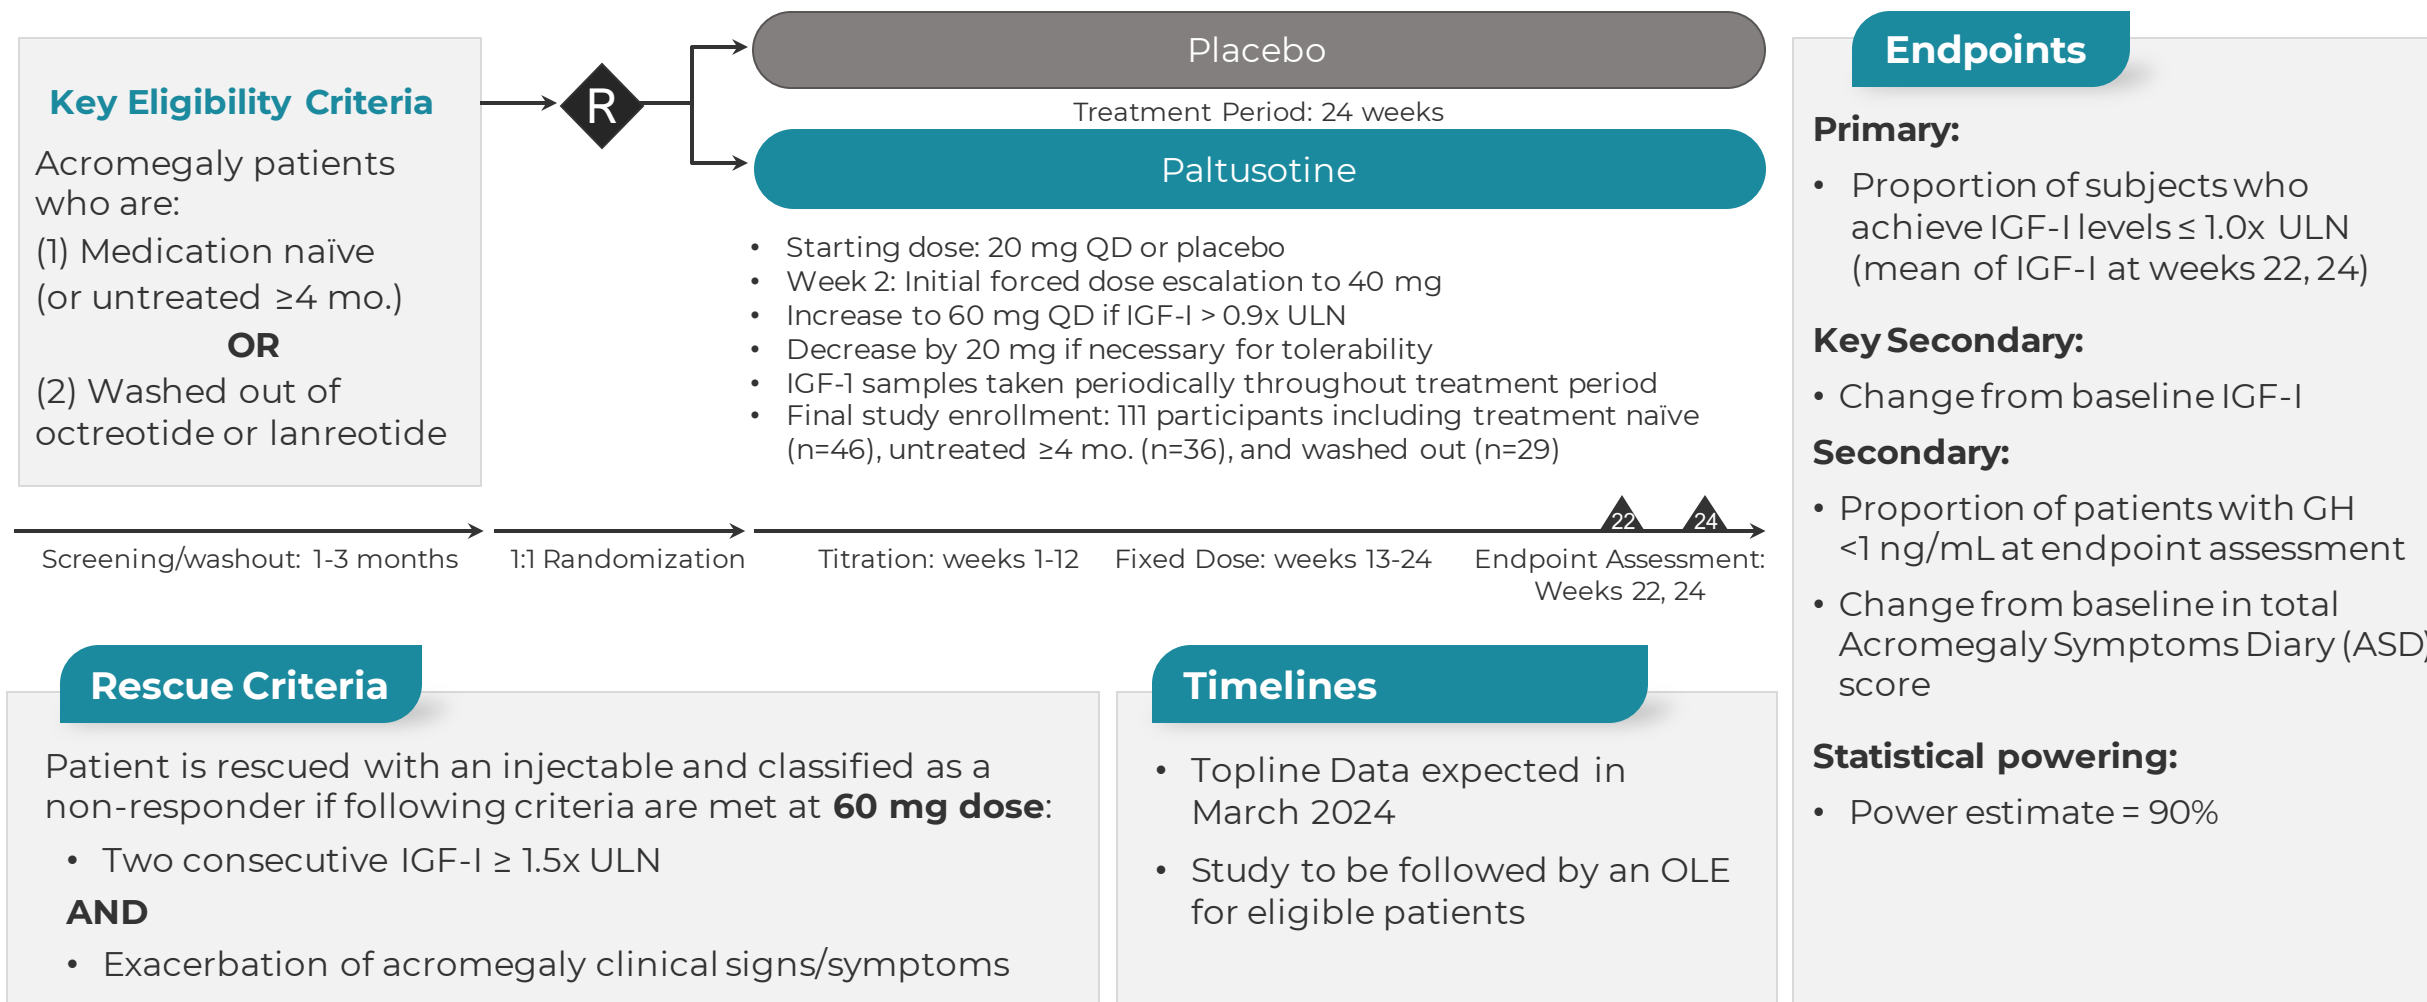 Key Eligibility Criteria
Acromegaly patients
who are:
(1) Medication naïve
(or untreated ≥4 mo.)
OR
(2) Washed out of
octreotide or lanreotide
R
Placebo
Treatment Period: 24 weeks
Paltusotine
• Starting dose: 20 mg QD or placebo
• Week 2: Initial forced dose escalation to 40 mg
• Increase to 60 mg QD if IGF-I > 0.9x ULN
• Decrease by 20 mg if necessary for tolerability
• IGF-1 samples taken periodically throughout treatment period
• Final study enrollment: 111 participants including treatment naïve
(n=46), untreated ≥4 mo. (n=36), and washed out (n=29)
22 24
Screening/washout: 1-3 months
1:1 Randomization
Titration: weeks 1-12
Fixed Dose: weeks 13-24
Endpoint Assessment:
Weeks 22, 24
Endpoints
Primary:
• Proportion of subjects who
achieve IGF-I levels ≤ 1.0x ULN
(mean of IGF-I at weeks 22, 24)
Key Secondary:
• Change from baseline IGF-I
Secondary:
• Proportion of patients with GH
<1 ng/mL at endpoint assessment
• Change from baseline in total
Acromegaly Symptoms Diary (ASD)
score
Statistical powering:
• Power estimate = 90%
Rescue Criteria
Patient is rescued with an injectable and classified as a
non-responder if following criteria are met at 60 mg dose:
• Two consecutive IGF-I ≥ 1.5x ULN
AND
• Exacerbation of acromegaly clinical signs/symptoms
Timelines
• Topline Data expected in
March 2024
• Study to be followed by an OLE
for eligible patients